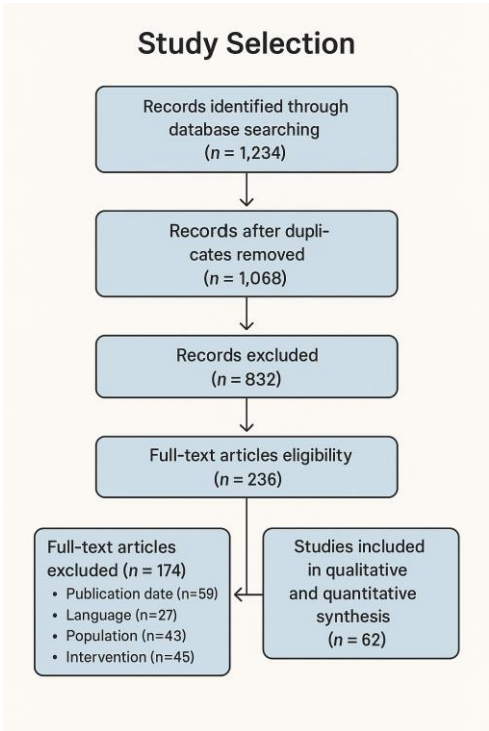 Study Selection
Records identified through
database searching
(n = 1,234)
Records after dupli-
cates removed
(n = 1,068)
Records excluded
(n = 832)
Full-text articles eligibility
(n = 236)
Full-text articles
excluded (n = 174)
• Publication date (n=59)
• Language (n=27)
• Population (n=43)
• Intervention (n=45)
Studies included
in qualitative
and quantitative
synthesis
(n = 62)